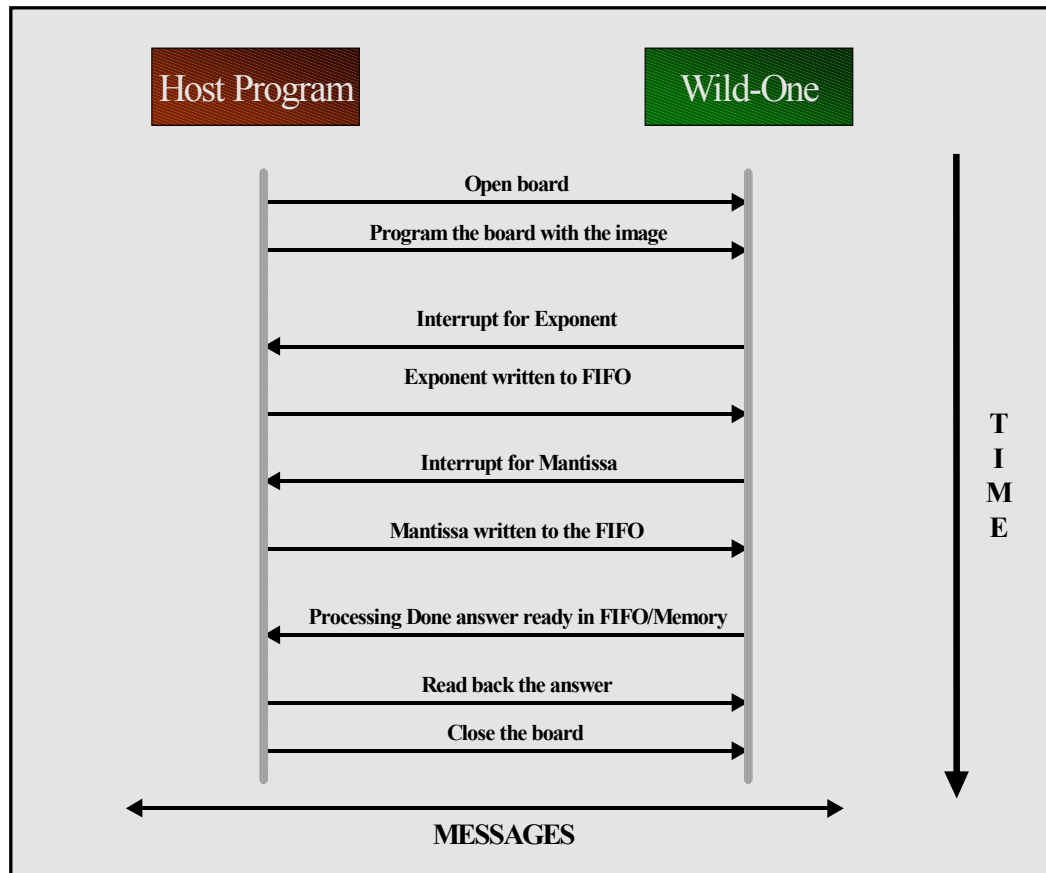 Host Program
Wild-One
Open board
Program the board with the image
Interrupt for Exponent
Exponent written to FIFO
Interrupt for Mantissa
Mantissa written to the FIFO
Processing Done answer ready in FIFO/Memory
Read back the answer
Close the board
MESSAGES
T
I
M
E